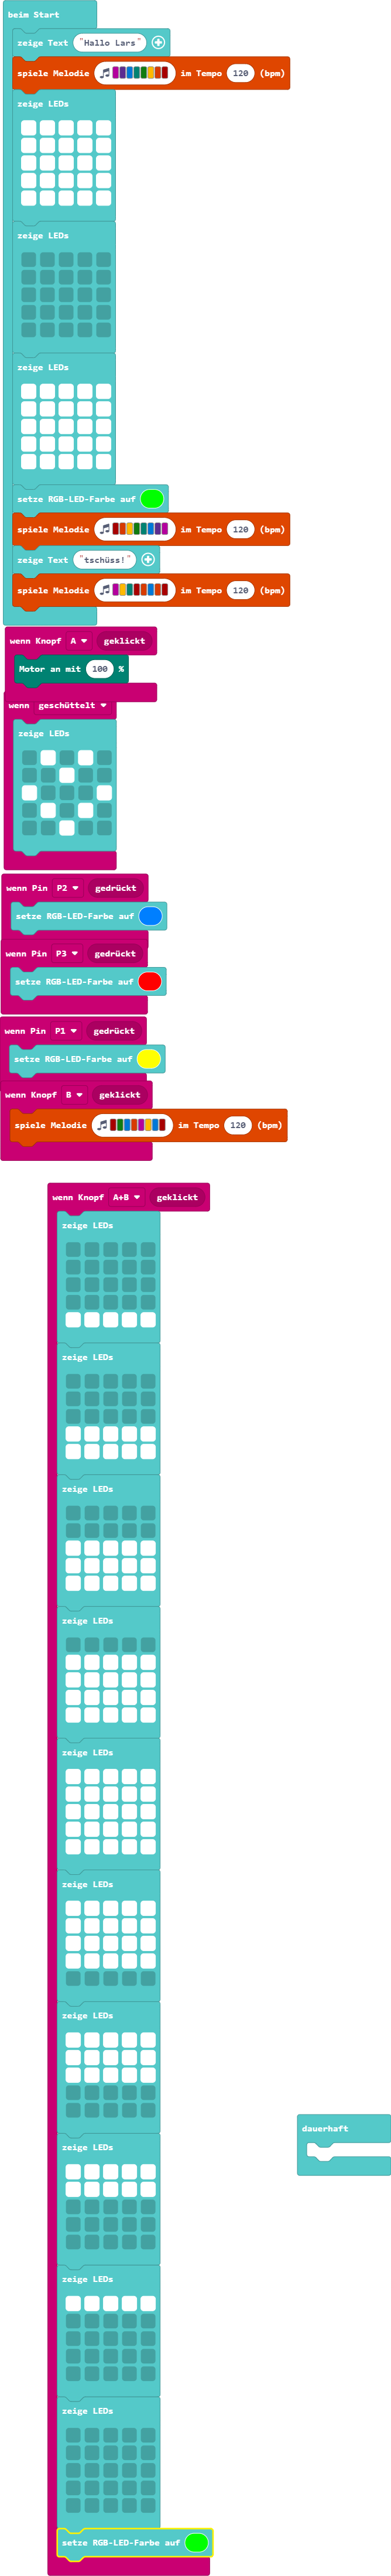 beim Start
zeige Text "Hallo Lars"
spiele Melodie im Tempo 120 (bpm)
zeige LEDs
zeige LEDs
zeige LEDs
setze RGB-LED-Farbe auf
spiele Melodie im Tempo 120 (bpm)
zeige Text "tschüss!"
spiele Melodie im Tempo 120 (bpm)
wenn Knopf A geklickt
Motor an mit 100 %
wenn geschüttelt
zeige LEDs
wenn Pin P2 gedrückt
setze RGB-LED-Farbe auf
wenn Pin P3 gedrückt
setze RGB-LED-Farbe auf
wenn Pin P1 gedrückt
setze RGB-LED-Farbe auf
wenn Knopf B geklickt
spiele Melodie im Tempo 120 (bpm)
wenn Knopf A+B geklickt
zeige LEDs
zeige LEDs
zeige LEDs
zeige LEDs
zeige LEDs
zeige LEDs
zeige LEDs
dauerhaft
zeige LEDs
zeige LEDs
zeige LEDs
setze RGB-LED-Farbe auf